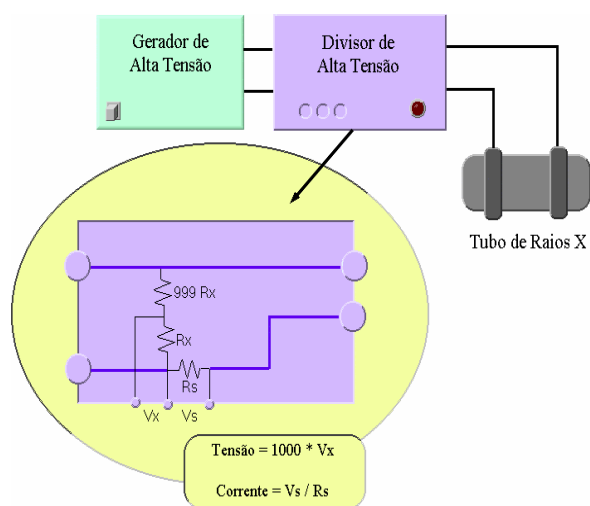 Gerador de
Alta Tensão
Divisor de
Alta Tensão
Tubo de Raios X
999 Rx
Rx
Rs
Vx
Vs
Tensão = 1000 * Vx
Corrente = Vs / Rs